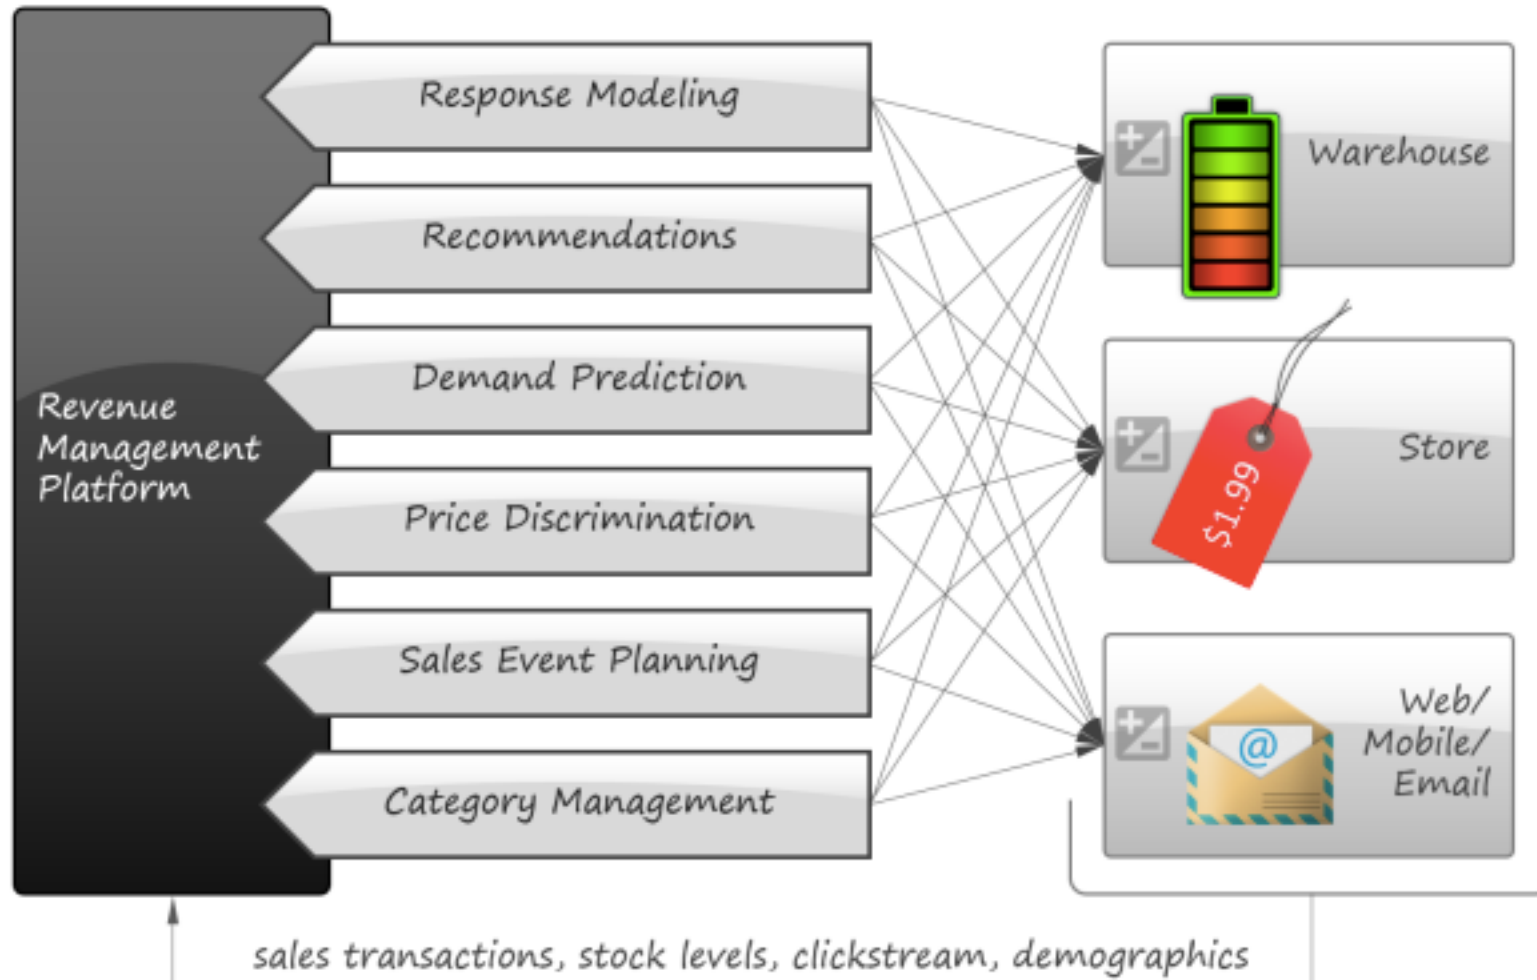 Response Modeling
Recommendations
Demand Prediction
Price Discrimination
Sales Event Planning
Category Management
Revenue
Management
Platform
Warehouse
$1.99
Store
@
Web/
Mobile/
Email
sales transactions, stock levels, clickstream, demographics